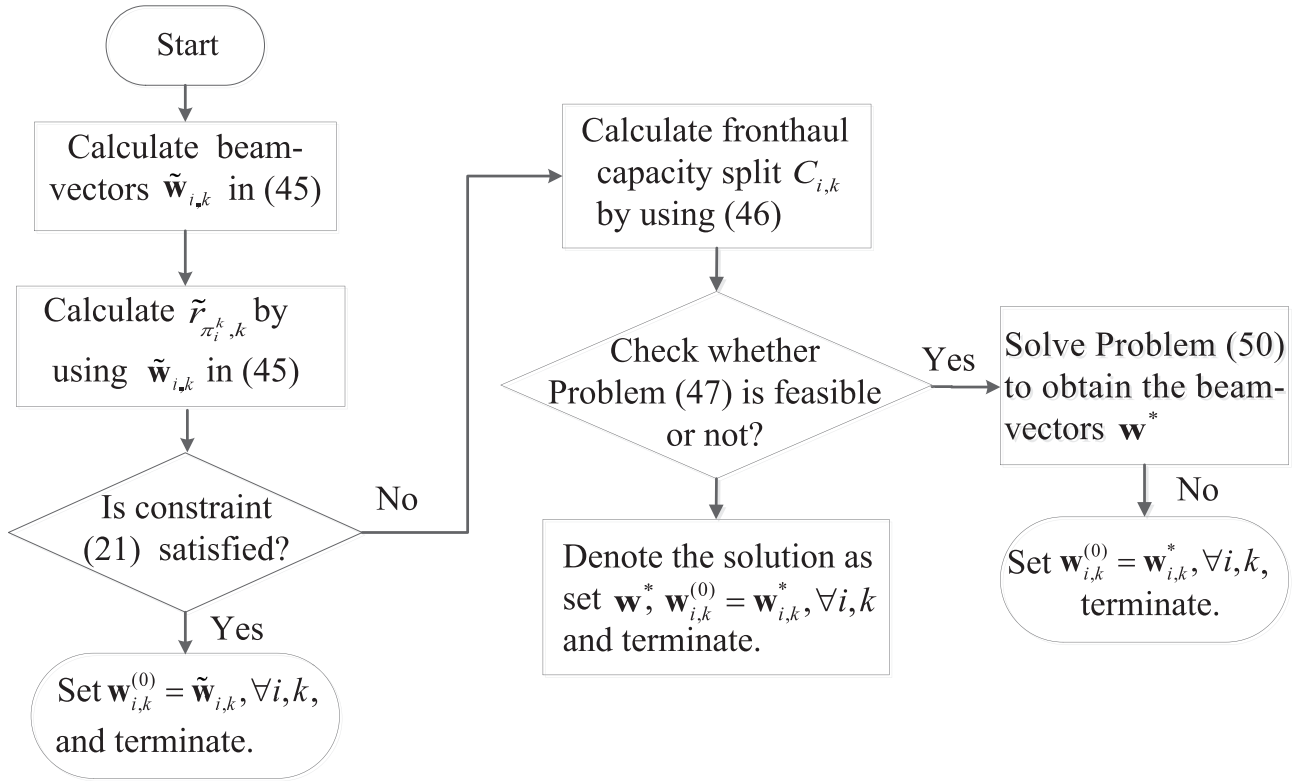 Start
Calculate beam-
vectors w̃_{i,k} in (45)
Calculate r̃_{π_i^k,k} by
using w̃_{i,k} in (45)
Is constraint
(21) satisfied?
Yes
Set w_{i,k}^{(0)} = w̃_{i,k}, ∀i,k,
and terminate.
No
Calculate fronthaul
capacity split C_{i,k}
by using (46)
Check whether
Problem (47) is feasible
or not?
Denote the solution as
set w^*, w_{i,k}^{(0)} = w_{i,k}^*, ∀i,k
and terminate.
Yes
Solve Problem (50)
to obtain the beam-
vectors w^*
No
Set w_{i,k}^{(0)} = w_{i,k}^*, ∀i,k,
terminate.